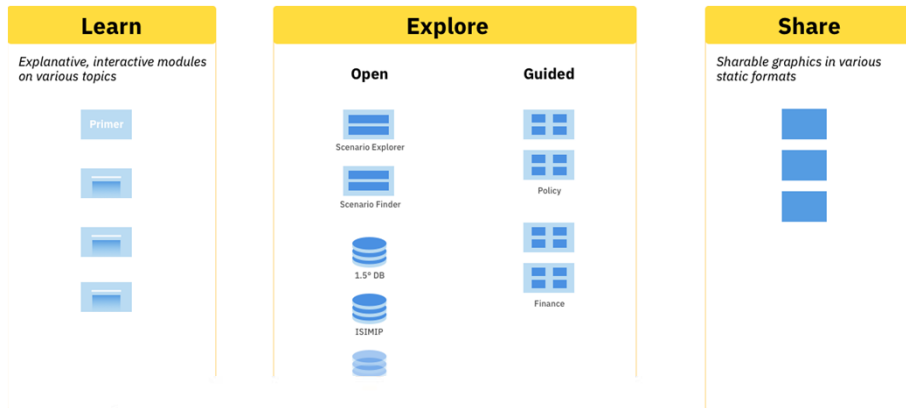 Learn
Explanative, interactive modules
on various topics
Primer
Explore
Open
Scenario Explorer
Scenario Finder
1.5° DB
ISIMIP
Guided
Policy
Finance
Share
Sharable graphics in various
static formats